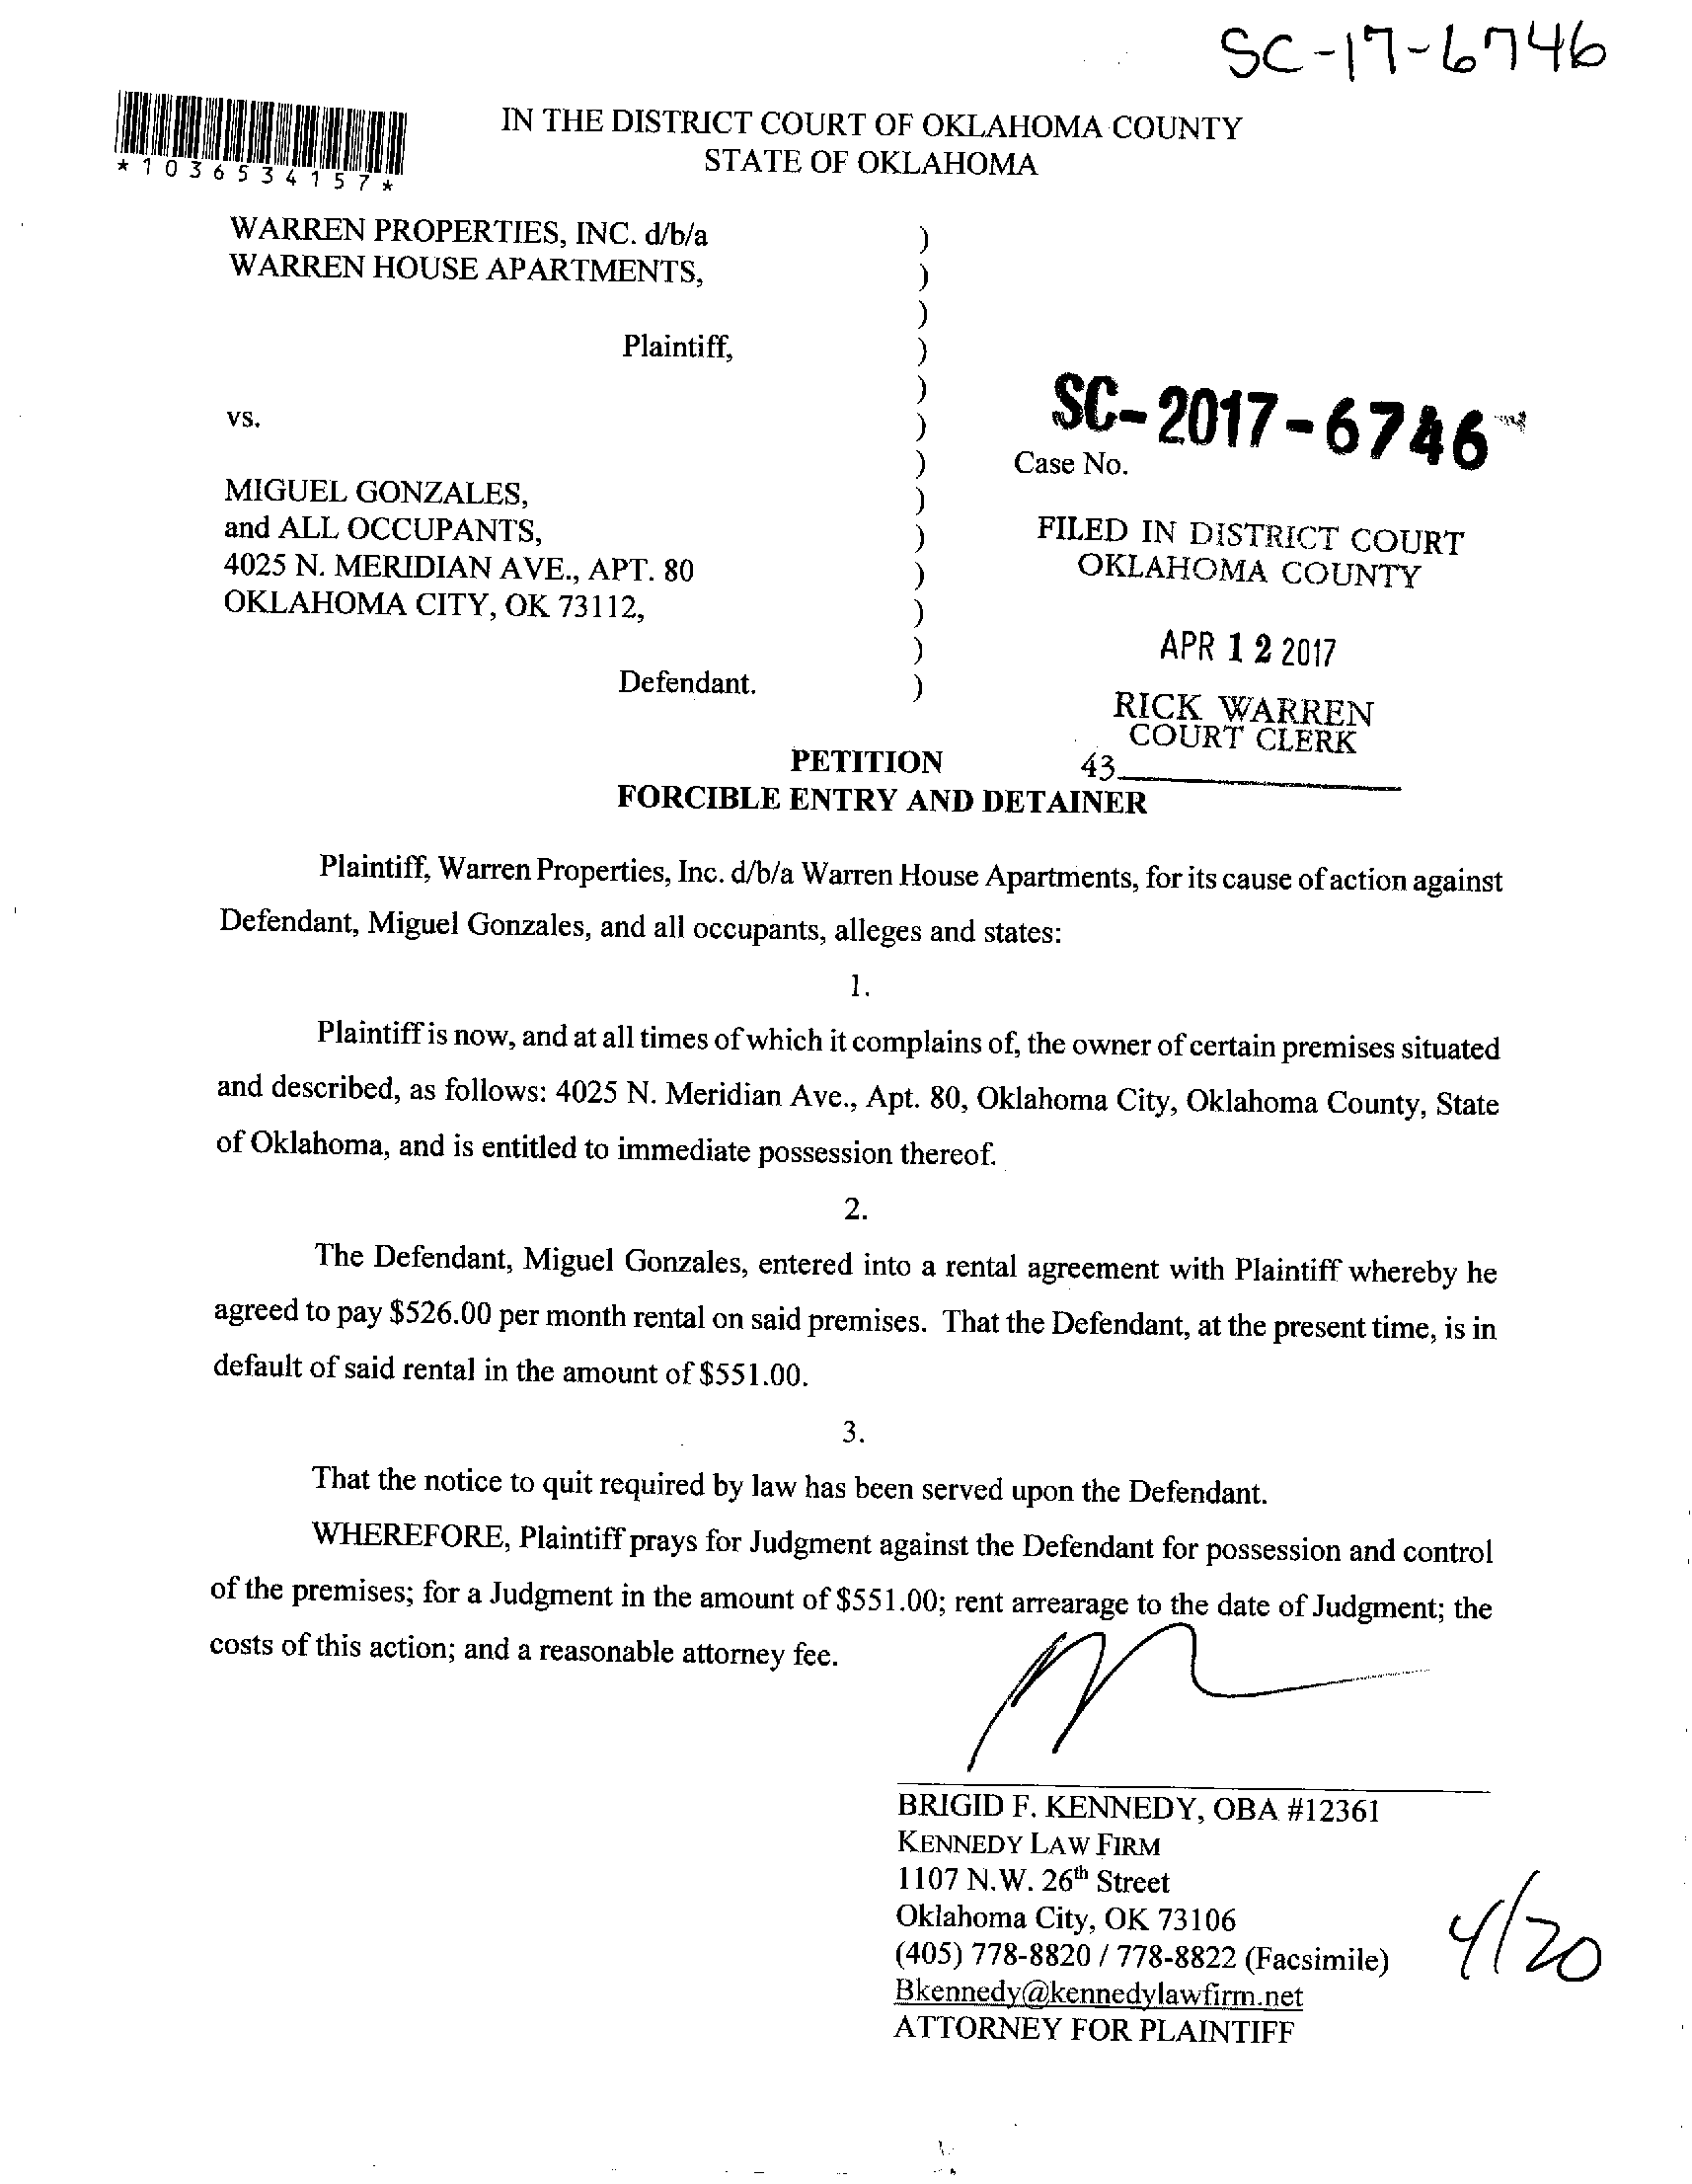 SC-17-6746
*1036534157*
IN THE DISTRICT COURT OF OKLAHOMA COUNTY
STATE OF OKLAHOMA
WARREN PROPERTIES, INC. d/b/a )
WARREN HOUSE APARTMENTS, )
)
Plaintiff, )
)
vs. )
SC-2017-6746
) Case No.
MIGUEL GONZALES, )
and ALL OCCUPANTS, ) FILED IN DISTRICT COURT
4025 N. MERIDIAN AVE., APT. 80 ) OKLAHOMA COUNTY
OKLAHOMA CITY, OK 73112, )
) APR 12 2017
Defendant. )
RICK WARREN
COURT CLERK
PETITION 43
FORCIBLE ENTRY AND DETAINER
Plaintiff, Warren Properties, Inc. d/b/a Warren House Apartments, for its cause of action against
Defendant, Miguel Gonzales, and all occupants, alleges and states:
1.
Plaintiff is now, and at all times of which it complains of, the owner of certain premises situated
and described, as follows: 4025 N. Meridian Ave., Apt. 80, Oklahoma City, Oklahoma County, State
of Oklahoma, and is entitled to immediate possession thereof.
2.
The Defendant, Miguel Gonzales, entered into a rental agreement with Plaintiff whereby he
agreed to pay $526.00 per month rental on said premises. That the Defendant, at the present time, is in
default of said rental in the amount of $551.00.
3.
That the notice to quit required by law has been served upon the Defendant.
WHEREFORE, Plaintiff prays for Judgment against the Defendant for possession and control
of the premises; for a Judgment in the amount of $551.00; rent arrearage to the date of Judgment; the
costs of this action; and a reasonable attorney fee.
BRIGID F. KENNEDY, OBA #12361
KENNEDY LAW FIRM
1107 N.W. 26th Street
Oklahoma City, OK 73106
(405) 778-8820 / 778-8822 (Facsimile)
Bkennedy@kennedylawfirm.net
ATTORNEY FOR PLAINTIFF
4/20